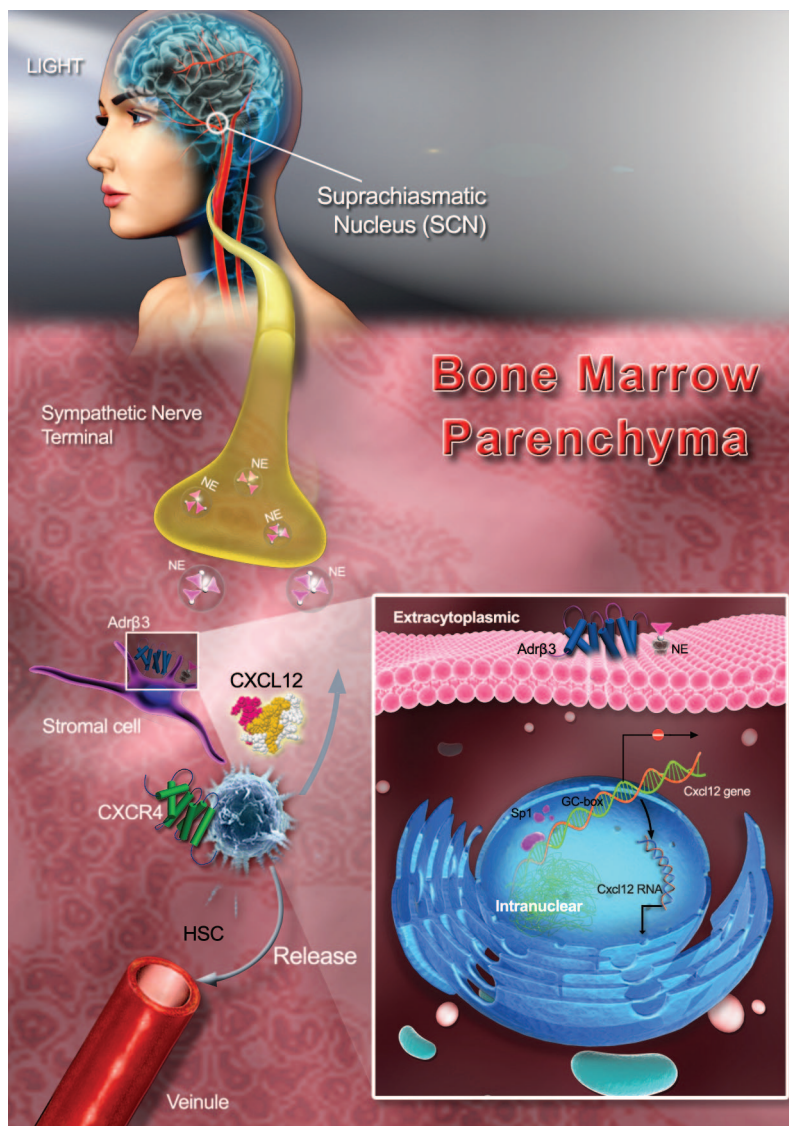 LIGHT
Suprachiasmatic
Nucleus (SCN)
Bone Marrow
Parenchyma
Sympathetic Nerve
Terminal
NE
NE
NE
NE
NE
Adrβ3
Stromal cell
CXCL12
CXCR4
HSC
Release
Veinule
Extracytoplasmic
Adrβ3
NE
Cxcl12 gene
GC-box
Sp1
Cxcl12 RNA
Intranuclear